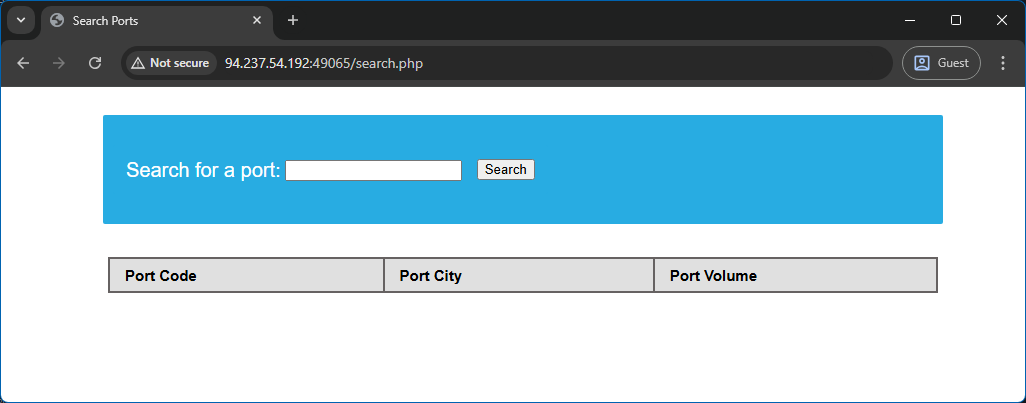 Search Ports
Not secure 94.237.54.192:49065/search.php Guest
Search for a port: Search
Port Code Port City Port Volume